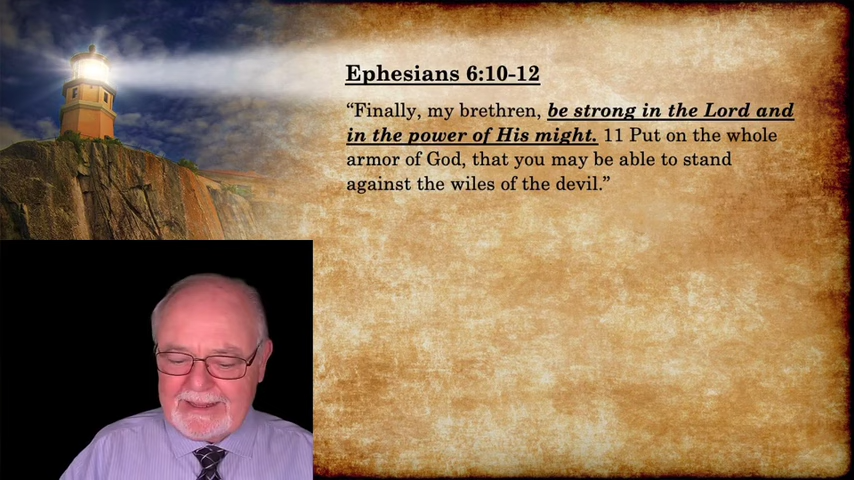 Ephesians 6:10-12
“Finally, my brethren, be strong in the Lord and
in the power of His might. 11 Put on the whole
armor of God, that you may be able to stand
against the wiles of the devil.”